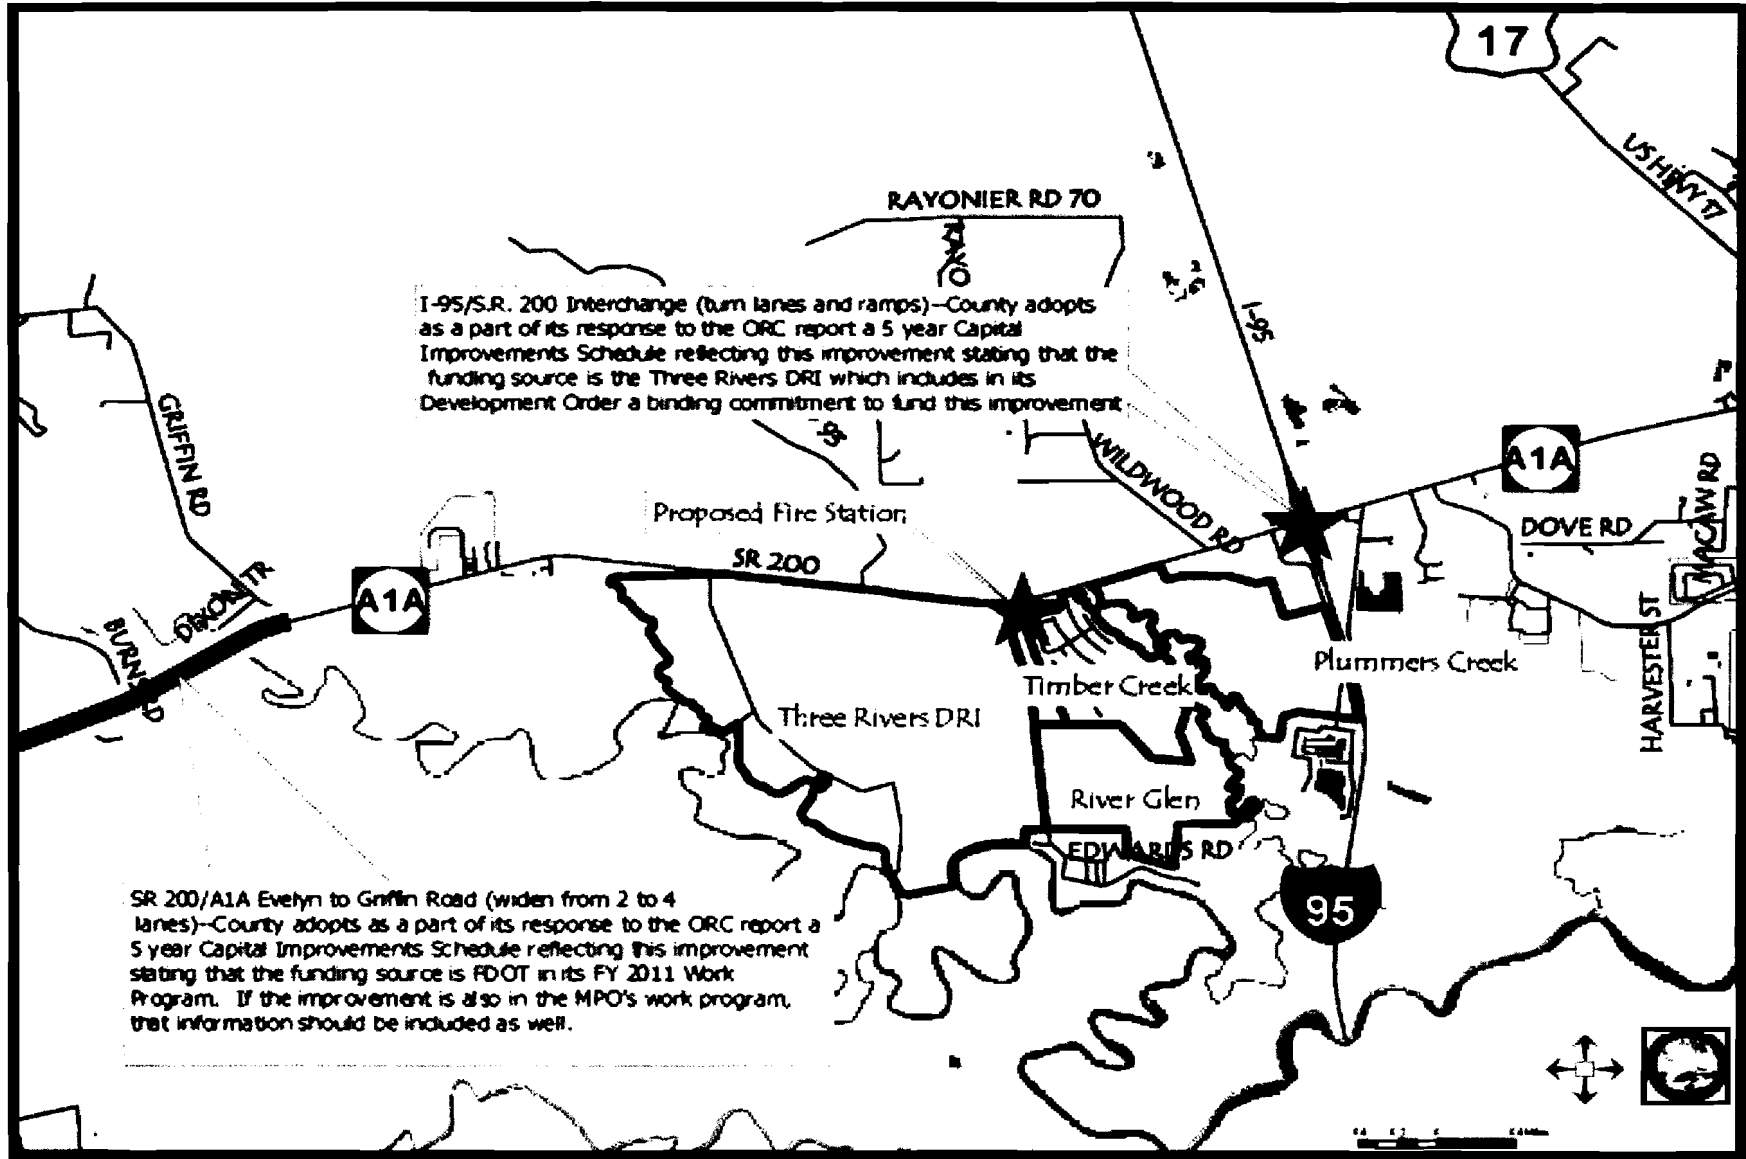 17
US HWY 17
RAYONIER RD 70
RAYO
I-95/S.R. 200 Interchange (turn lanes and ramps)--County adopts
as a part of its response to the ORC report a 5 year Capital
Improvements Schedule reflecting this improvement stating that the
funding source is the Three Rivers DRI which includes in its
Development Order a binding commitment to fund this improvement
I-95
GRIFFIN RD
95
WILDWOOD RD
A1A
MACAW RD
Proposed Fire Station
DOVE RD
SR 200
DIXON TR
A1A
BURNS RD
HARVESTER ST
Plummers Creek
Timber Creek
Three Rivers DRI
River Glen
EDWARDS RD
95
SR 200/A1A Evelyn to Griffin Road (widen from 2 to 4
lanes)--County adopts as a part of its response to the ORC report a
5 year Capital Improvements Schedule reflecting this improvement
stating that the funding source is FDOT in its FY 2011 Work
Program. If the improvement is also in the MPO's work program,
that information should be included as well.